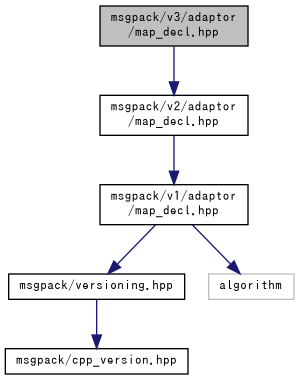 msgpack/v3/adaptor
/map_decl.hpp
msgpack/v2/adaptor
/map_decl.hpp
msgpack/v1/adaptor
/map_decl.hpp
msgpack/versioning.hpp
algorithm
msgpack/cpp_version.hpp